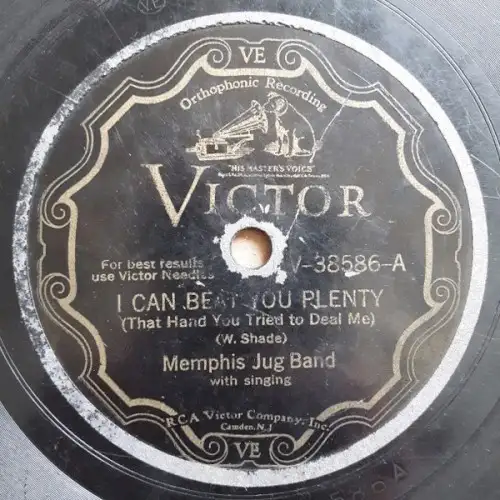 VE
Orthophonic Recording
"HIS MASTER'S VOICE"
VICTOR
For best results
use Victor Needles
V-38586-A
I CAN BEAT YOU PLENTY
(That Hand You Tried to Deal Me)
(W. Shade)
Memphis Jug Band
with singing
RCA Victor Company, Inc.
Camden, N.J.
VE